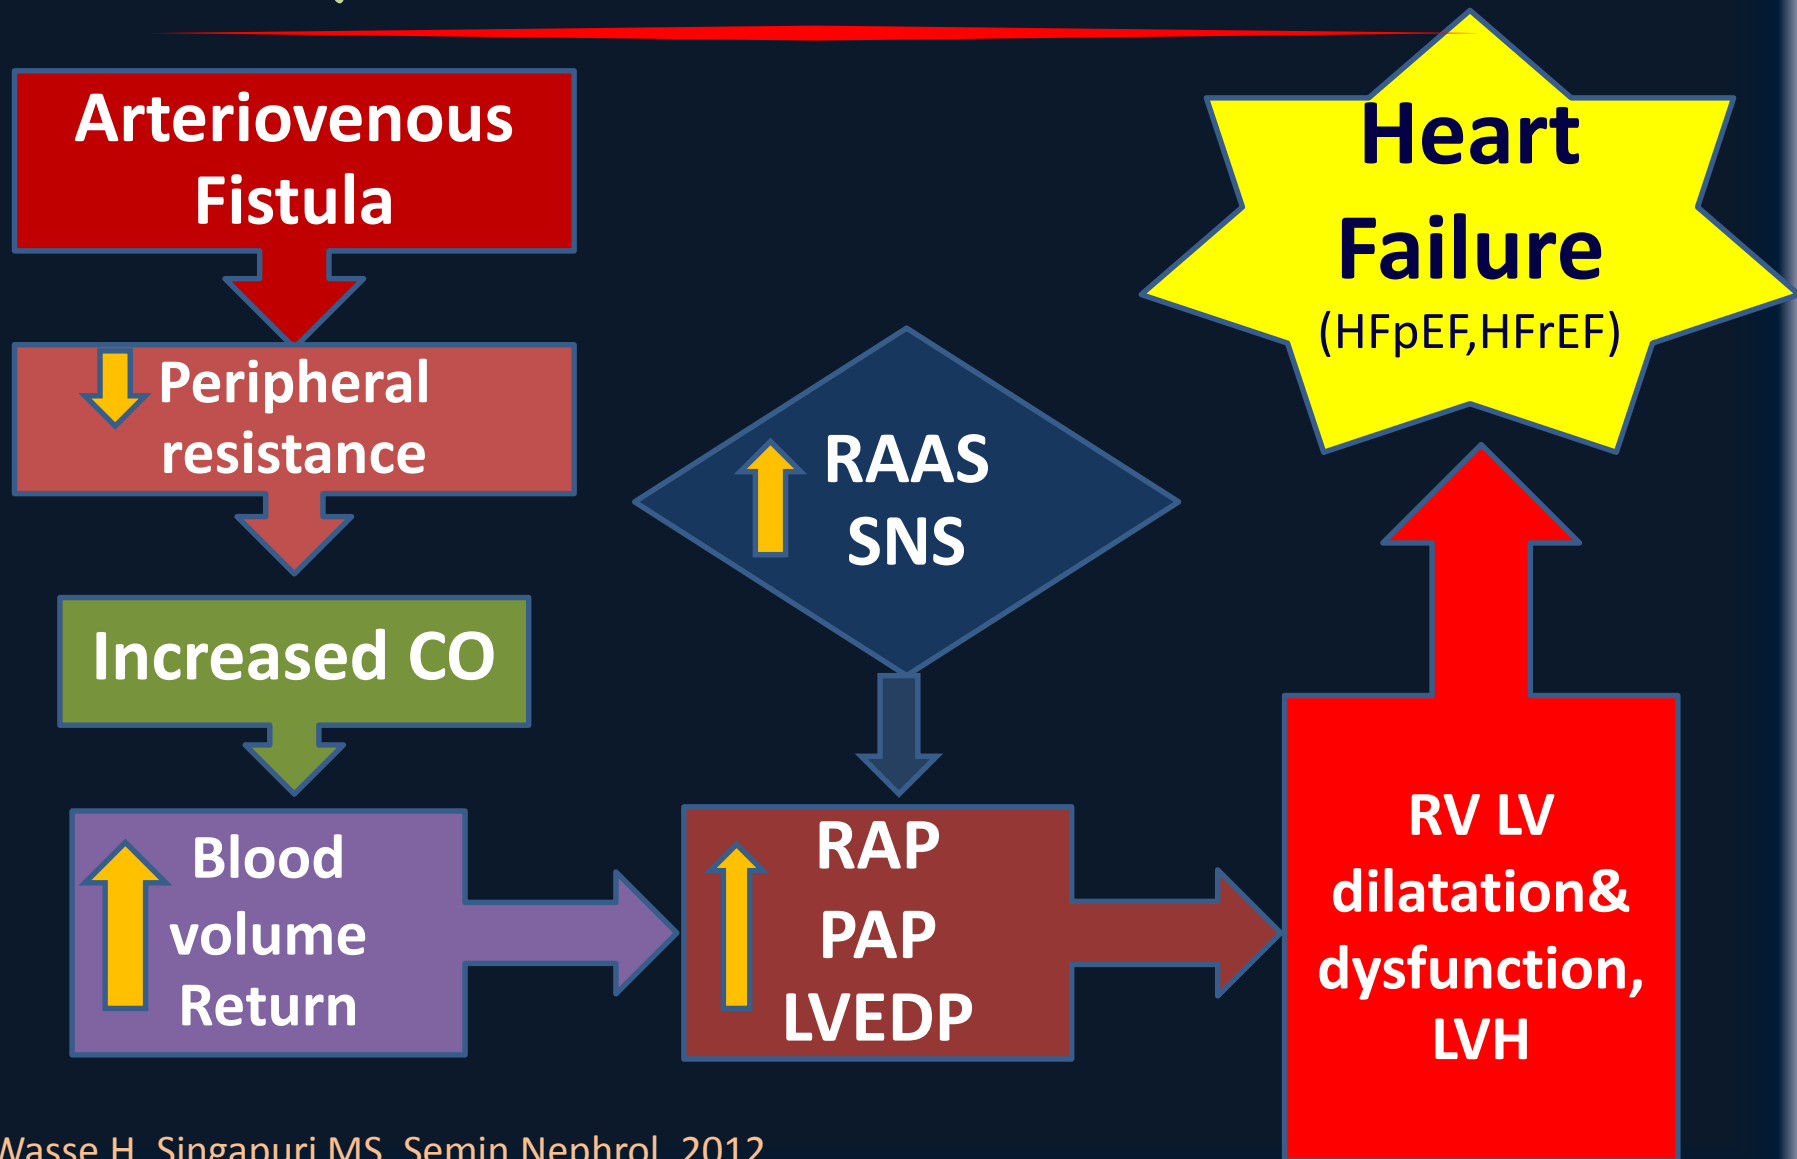 Arteriovenous
Fistula
Peripheral
resistance
Increased CO
Blood
volume
Return
RAAS
SNS
RAP
PAP
LVEDP
RV LV
dilatation&
dysfunction,
LVH
Heart
Failure
(HFpEF,HFrEF)
Wasse H, Singapuri MS. Semin Nephrol. 2012